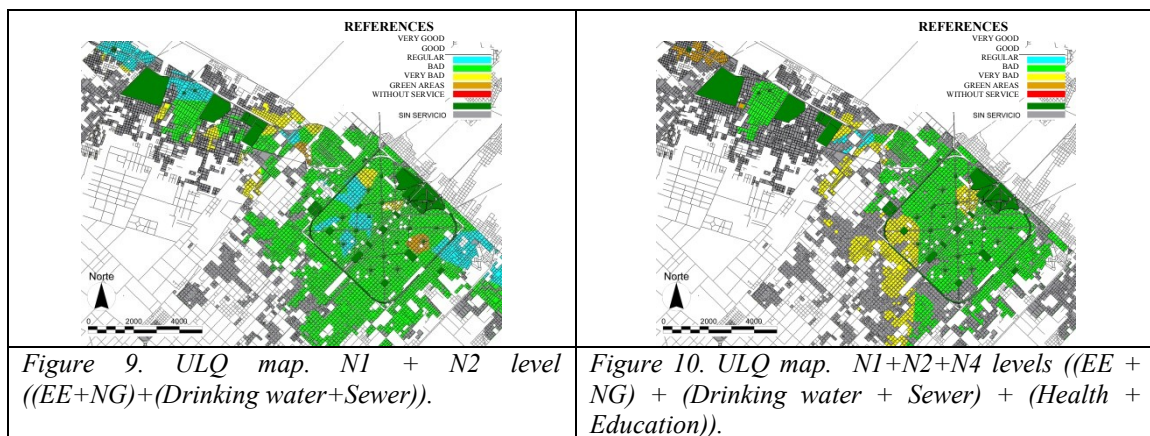 REFERENCES
VERY GOOD
GOOD
REGULAR
BAD
VERY BAD
GREEN AREAS
WITHOUT SERVICE
SIN SERVICIO
Norte
0 2000 4000
Figure 9. ULQ map. N1 + N2 level
((EE+NG)+(Drinking water+Sewer)).
REFERENCES
VERY GOOD
GOOD
REGULAR
BAD
VERY BAD
GREEN AREAS
WITHOUT SERVICE
SIN SERVICIO
Norte
0 2000 4000
Figure 10. ULQ map. N1+N2+N4 levels ((EE +
NG) + (Drinking water + Sewer) + (Health +
Education)).